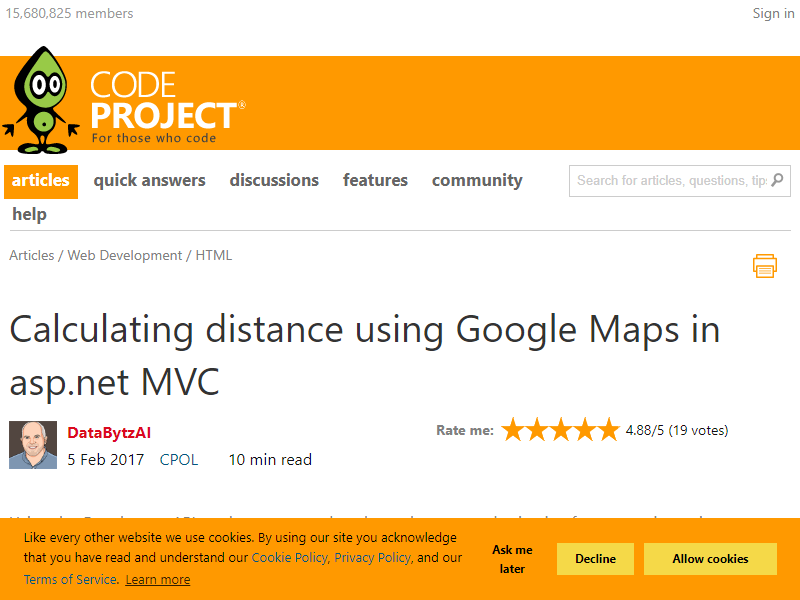 15,680,825 members
Sign in
CODE
PROJECT®
For those who code
articles quick answers discussions features community
Search for articles, questions, tip
help
Articles / Web Development / HTML
Calculating distance using Google Maps in
asp.net MVC
DataBytzAI
5 Feb 2017 CPOL 10 min read
Rate me: 4.88/5 (19 votes)
Like every other website we use cookies. By using our site you acknowledge
that you have read and understand our Cookie Policy, Privacy Policy, and our
Terms of Service. Learn more
Ask me
later
Decline
Allow cookies